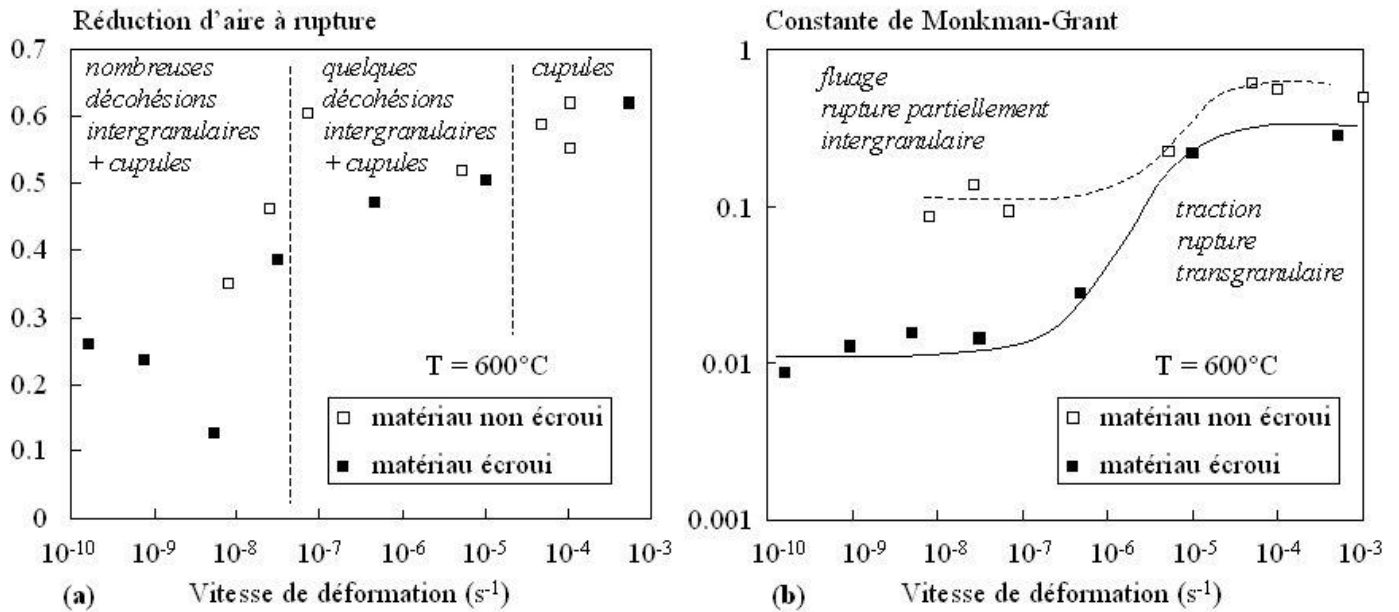 Réduction d'aire à rupture
0.7
0.6
0.5
0.4
0.3
0.2
0.1
0
nombreuses
décohésions
intergranulaires
+ cupules
quelques
décohésions
intergranulaires
+ cupules
cupules
T = 600°C
matériau non écroui
matériau écroui
10-10
10-9
10-8
10-7
10-6
10-5
10-4
10-3
(a)
Vitesse de déformation (s-1)
Constante de Monkman-Grant
1
0.1
0.01
0.001
fluage
rupture partiellement
intergranulaire
traction
rupture
transgranulaire
T = 600°C
matériau non écroui
matériau écroui
10-10
10-9
10-8
10-7
10-6
10-5
10-4
10-3
(b)
Vitesse de déformation (s-1)